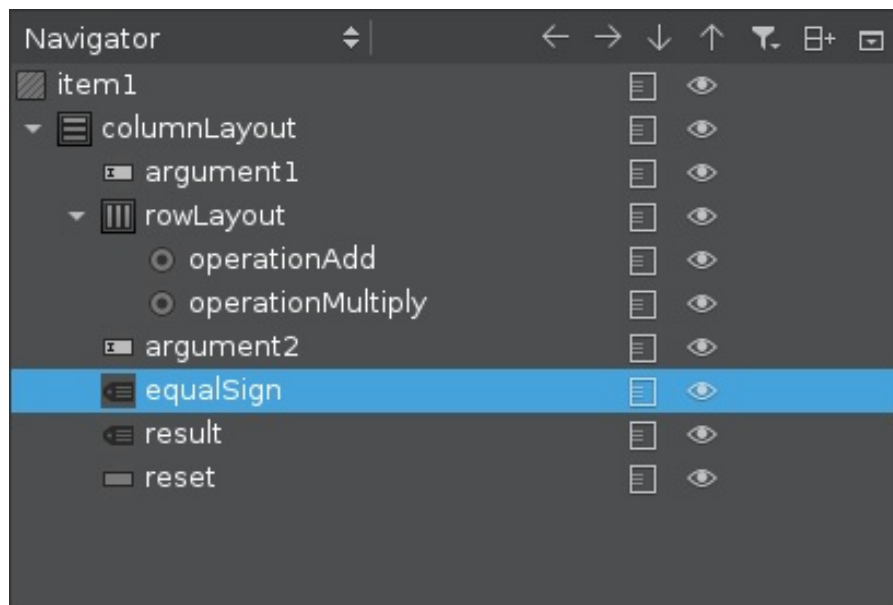 Navigator
item1
columnLayout
argument1
rowLayout
operationAdd
operationMultiply
argument2
equalSign
result
reset